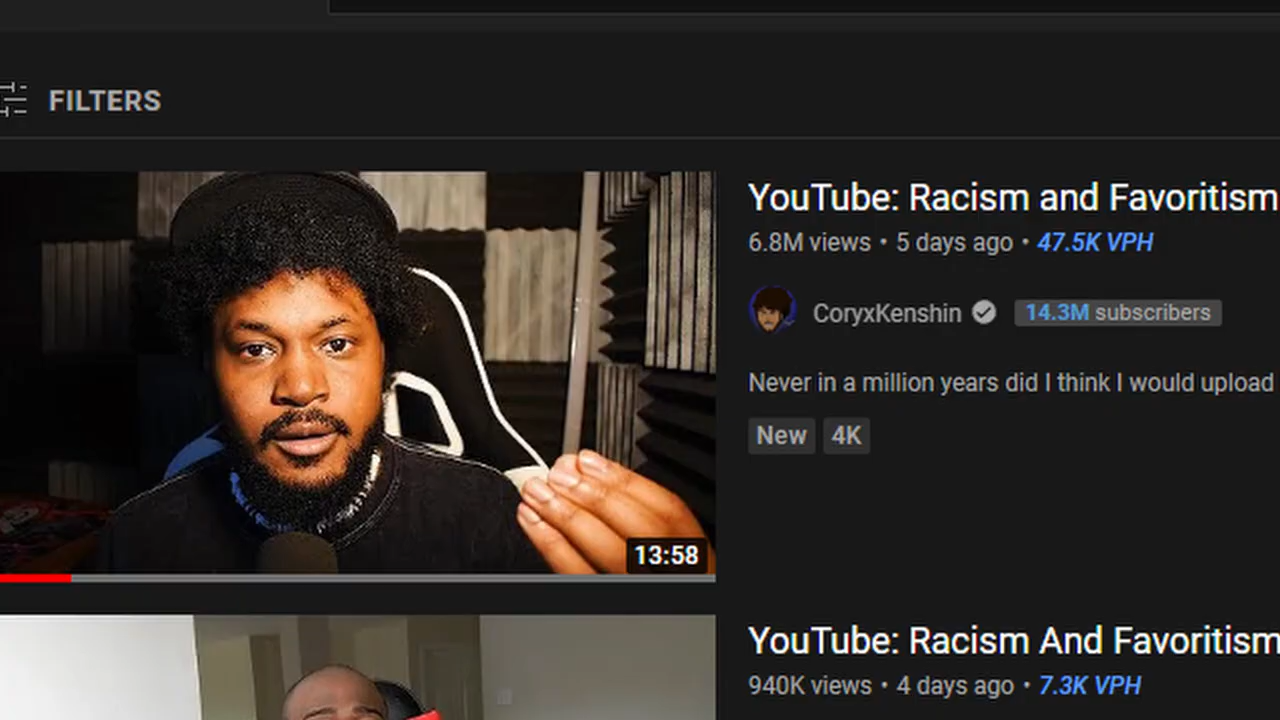 FILTERS
YouTube: Racism and Favoritism
6.8M views • 5 days ago • 47.5K VPH
CoryxKenshin 14.3M subscribers
Never in a million years did I think I would upload
New 4K
13:58
YouTube: Racism And Favoritism
940K views • 4 days ago • 7.3K VPH